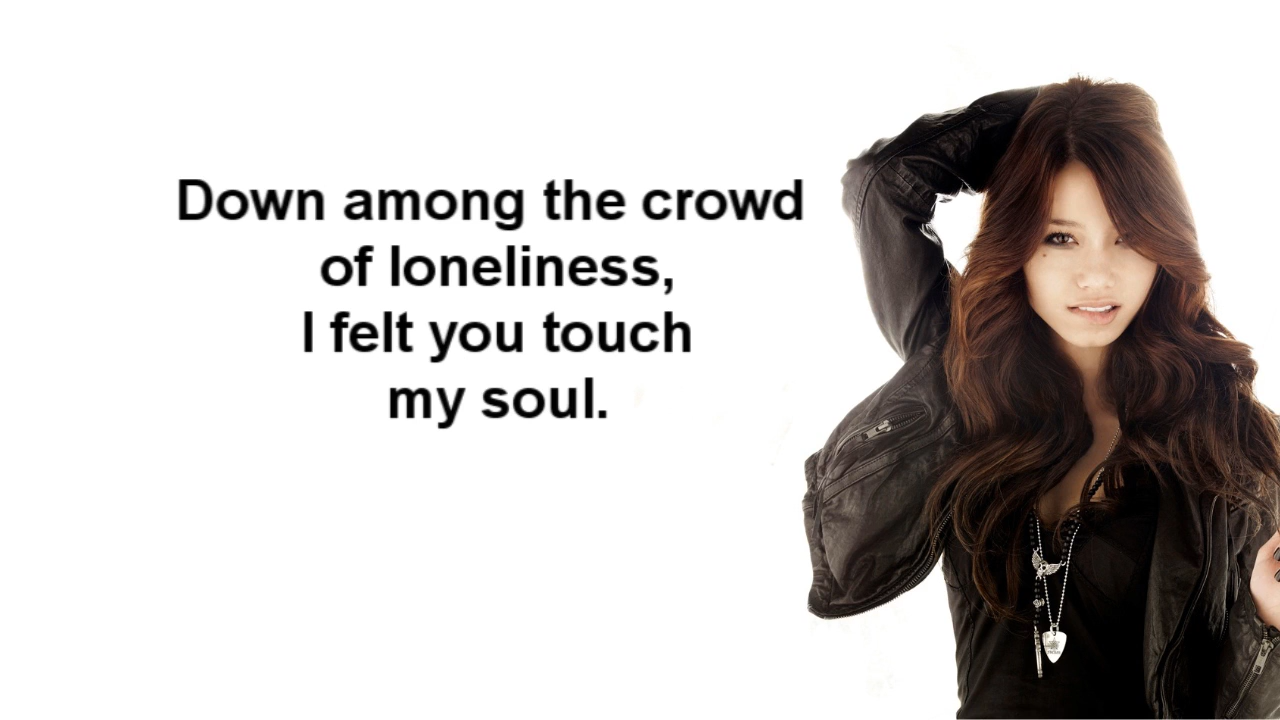 Down among the crowd
of loneliness,
I felt you touch
my soul.